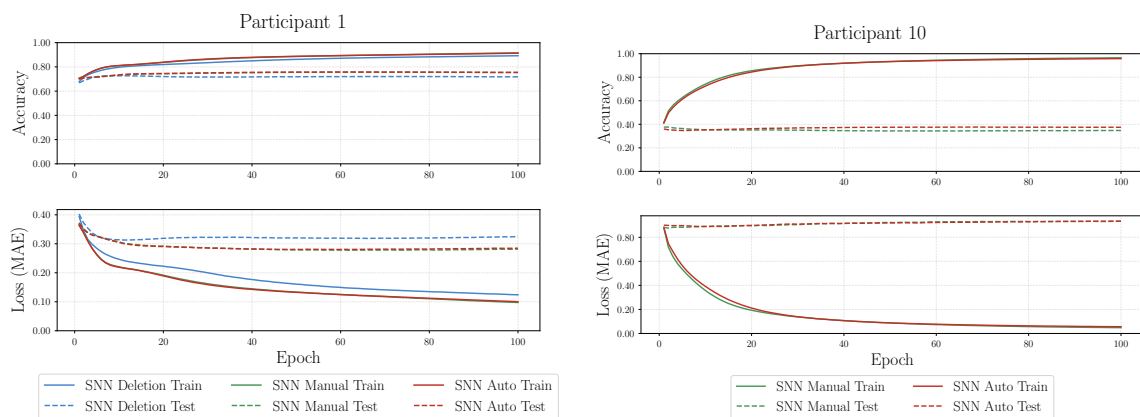 Participant 1
Accuracy
1.00
0.80
0.60
0.40
0.20
0.00
0 20 40 60 80 100
Loss (MAE)
0.40
0.30
0.20
0.10
0.00
0 20 40 60 80 100
Epoch
SNN Deletion Train SNN Manual Train SNN Auto Train
SNN Deletion Test SNN Manual Test SNN Auto Test
Participant 10
Accuracy
1.00
0.80
0.60
0.40
0.20
0.00
0 20 40 60 80 100
Loss (MAE)
0.80
0.60
0.40
0.20
0.00
0 20 40 60 80 100
Epoch
SNN Manual Train SNN Auto Train
SNN Manual Test SNN Auto Test